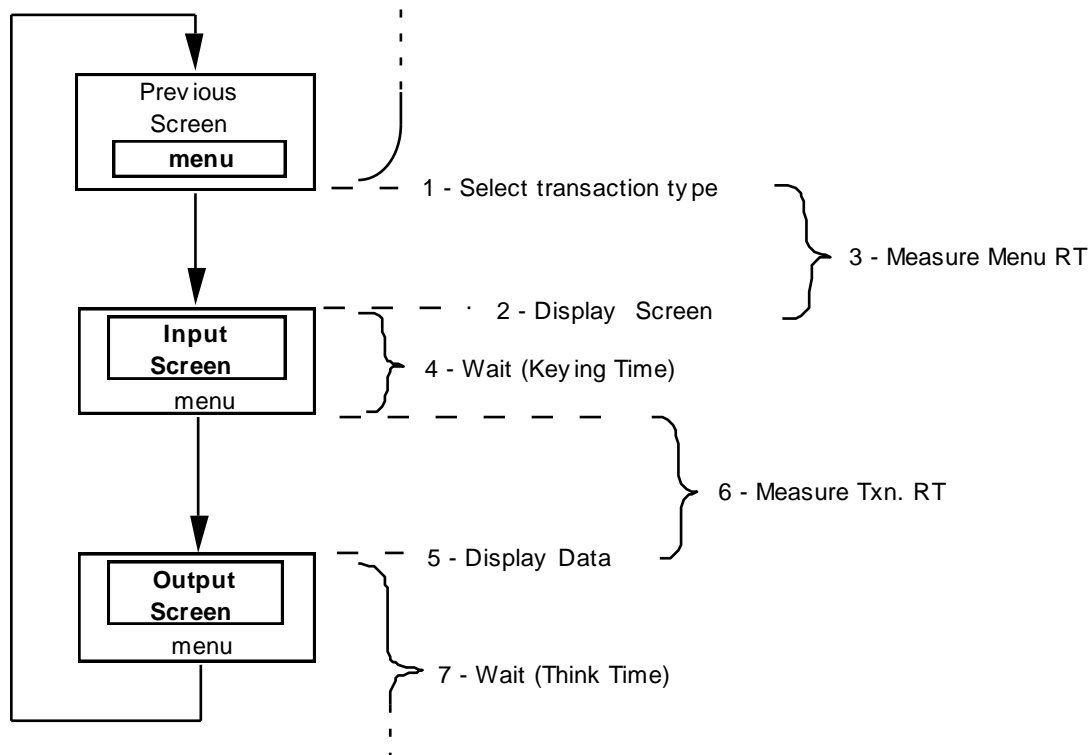 Previous
Screen
menu
1 - Select transaction type
3 - Measure Menu RT
2 - Display Screen
Input
Screen
menu
4 - Wait (Keying Time)
6 - Measure Txn. RT
5 - Display Data
Output
Screen
menu
7 - Wait (Think Time)